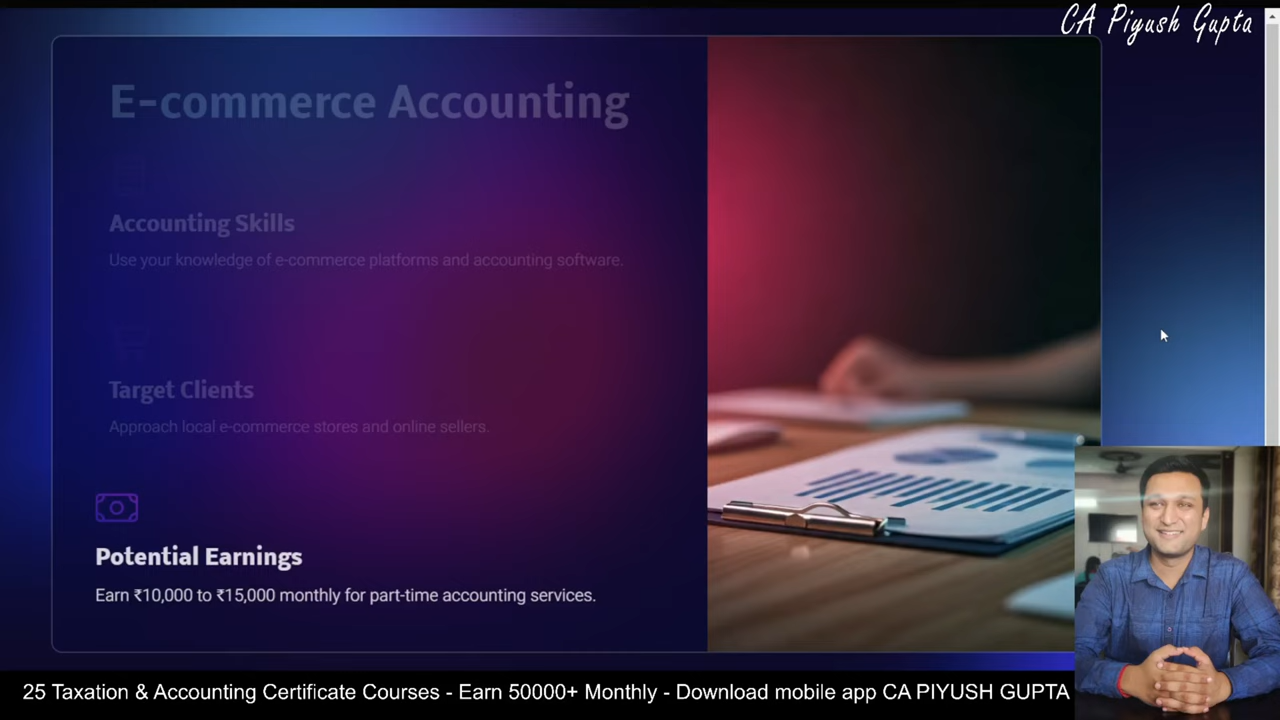 CA Piyush Gupta
E-commerce Accounting
Accounting Skills
Use your knowledge of e-commerce platforms and accounting software.
Target Clients
Approach local e-commerce stores and online sellers.
Potential Earnings
Earn ₹10,000 to ₹15,000 monthly for part-time accounting services.
25 Taxation & Accounting Certificate Courses - Earn 50000+ Monthly - Download mobile app CA PIYUSH GUPTA